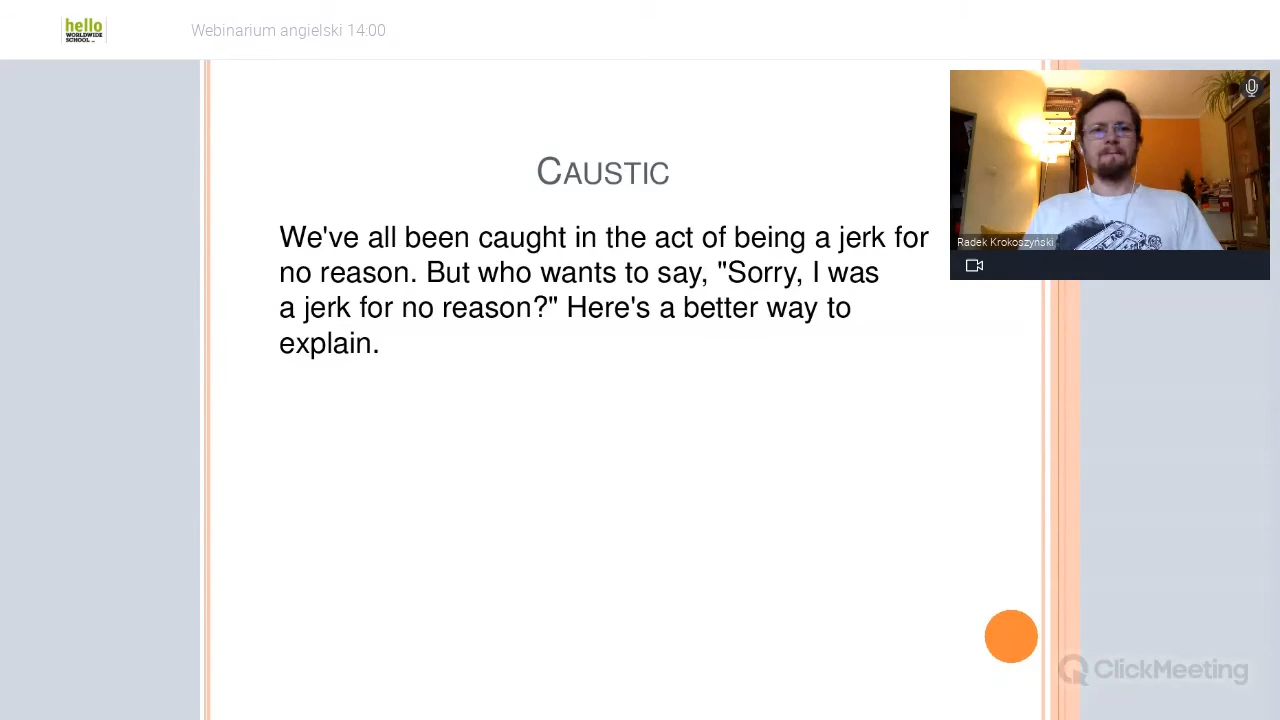 hello
WORLDWIDE
SCHOOL
Webinarium angielski 14:00
CAUSTIC
We've all been caught in the act of being a jerk for
no reason. But who wants to say, "Sorry, I was
a jerk for no reason?" Here's a better way to
explain.
Radek Krokoszyński
ClickMeeting